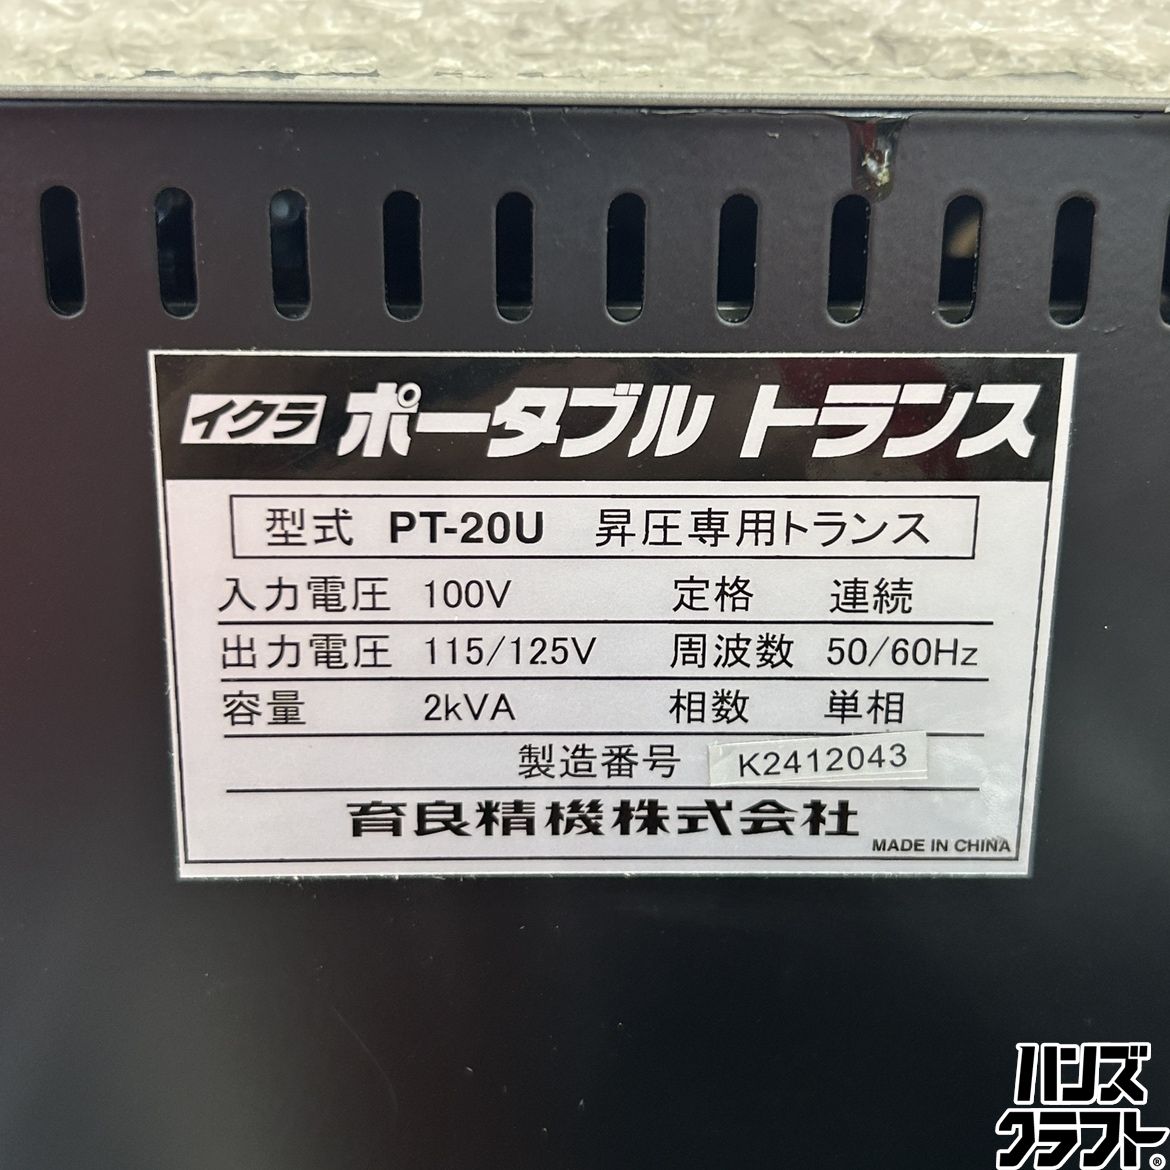 イクラ ポータブル トランス
型式 PT-20U 昇圧専用トランス
入力電圧 100V 定格 連続
出力電圧 115/125V 周波数 50/60Hz
容量 2kVA 相数 単相
製造番号 K2412043
育良精機株式会社
MADE IN CHINA
ハンズ
クラフト®